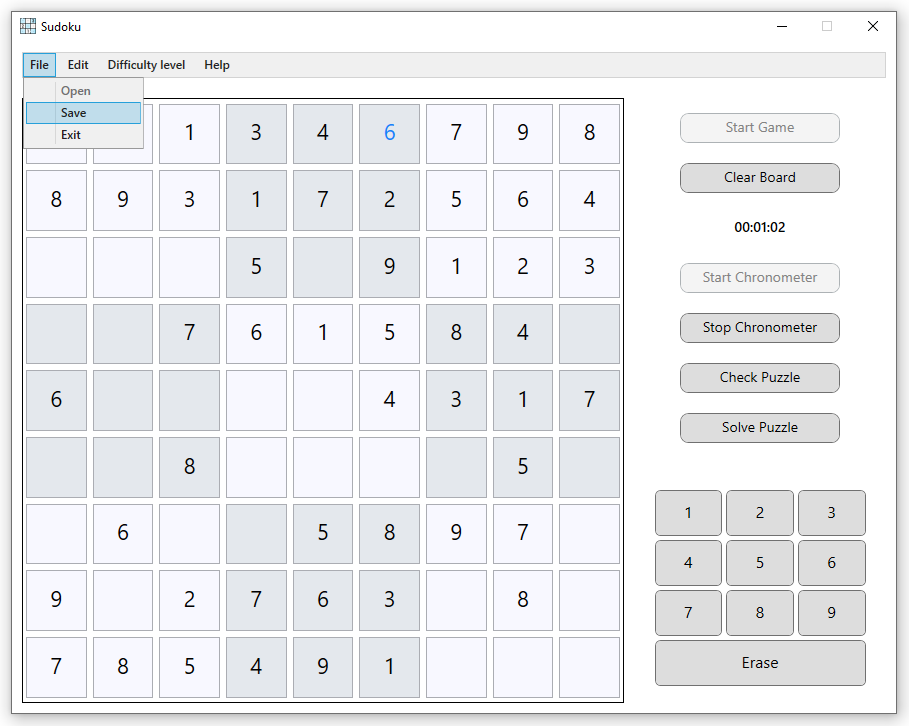 Sudoku
File Edit Difficulty level Help
Open
Save
Exit
1 3 4 6 7 9 8
8 9 3 1 7 2 5 6 4
5 9 1 2 3
7 6 1 5 8 4
6 4 3 1 7
8 5
6 5 8 9 7
9 2 7 6 3 8
7 8 5 4 9 1
Start Game
Clear Board
00:01:02
Start Chronometer
Stop Chronometer
Check Puzzle
Solve Puzzle
1 2 3
4 5 6
7 8 9
Erase